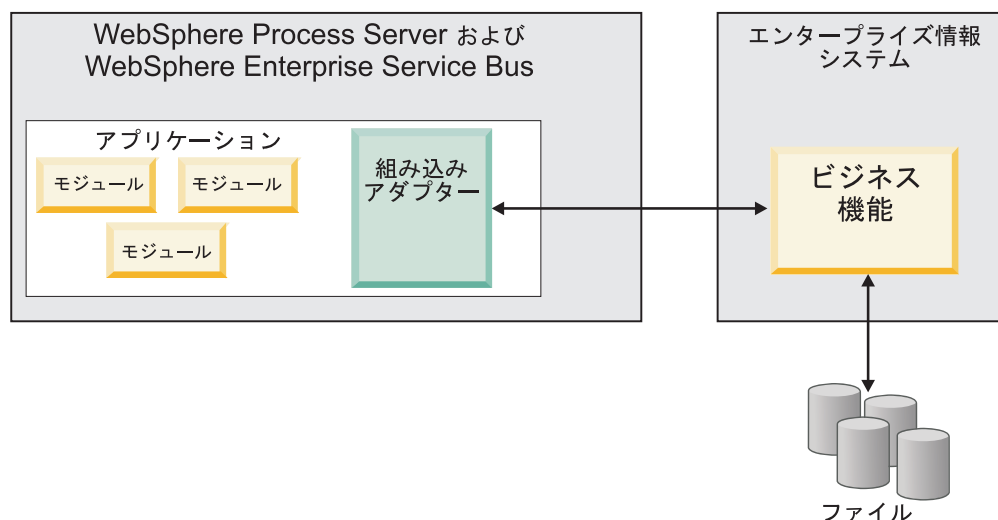 WebSphere Process Server および
WebSphere Enterprise Service Bus
アプリケーション
モジュール
モジュール
モジュール
組み込み
アダプター
エンタープライズ情報
システム
ビジネス
機能
ファイル